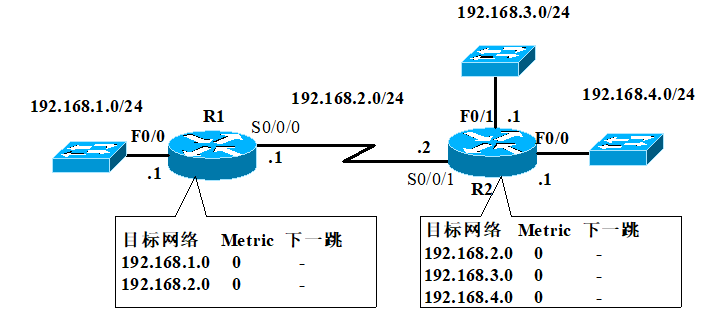 192.168.3.0/24
192.168.1.0/24
192.168.2.0/24
192.168.4.0/24
R1
F0/0
S0/0/0
.1
.1
F0/1
.1
F0/0
.2
S0/0/1
R2
.1
目标网络 Metric 下一跳
192.168.1.0 0 -
192.168.2.0 0 -
目标网络 Metric 下一跳
192.168.2.0 0 -
192.168.3.0 0 -
192.168.4.0 0 -